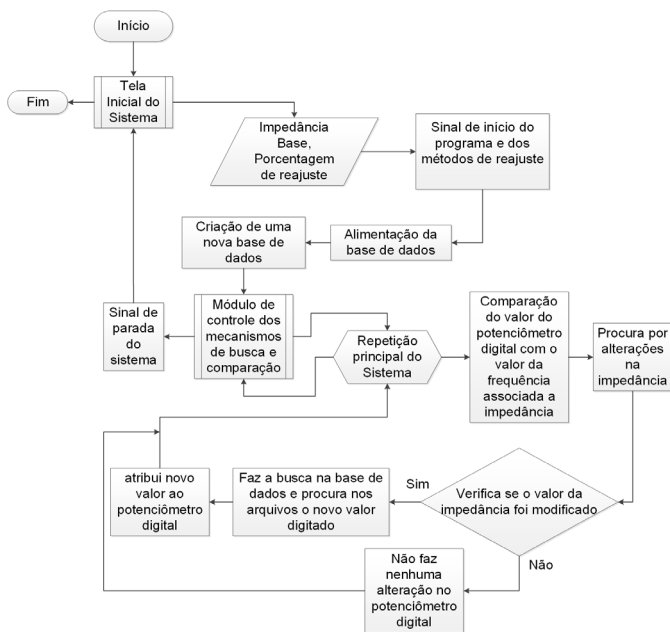 Início
Tela
Inicial do
Sistema
Fim
Impedância
Base,
Porcentagem
de reajuste
Sinal de inicio do
programa e dos
métodos de reajuste
Alimentação da
base de dados
Criação de uma
nova base de
dados
Módulo de
controle dos
mecanismos
de busca e
comparação
Sinal de
parada do
sistema
Repetição
principal do
Sistema
Comparação
do valor do
potenciômetro
digital com o
valor da
frequência
associada a
impedância
Procura por
alterações
na
impedância
Verifica se o valor da
impedância foi modificado
Sim
Faz a busca na base de
dados e procura nos
arquivos o novo valor
digitado
atribui novo
valor ao
potenciômetro
digital
Não
Não faz
nenhuma
alteração no
potenciômetro
digital